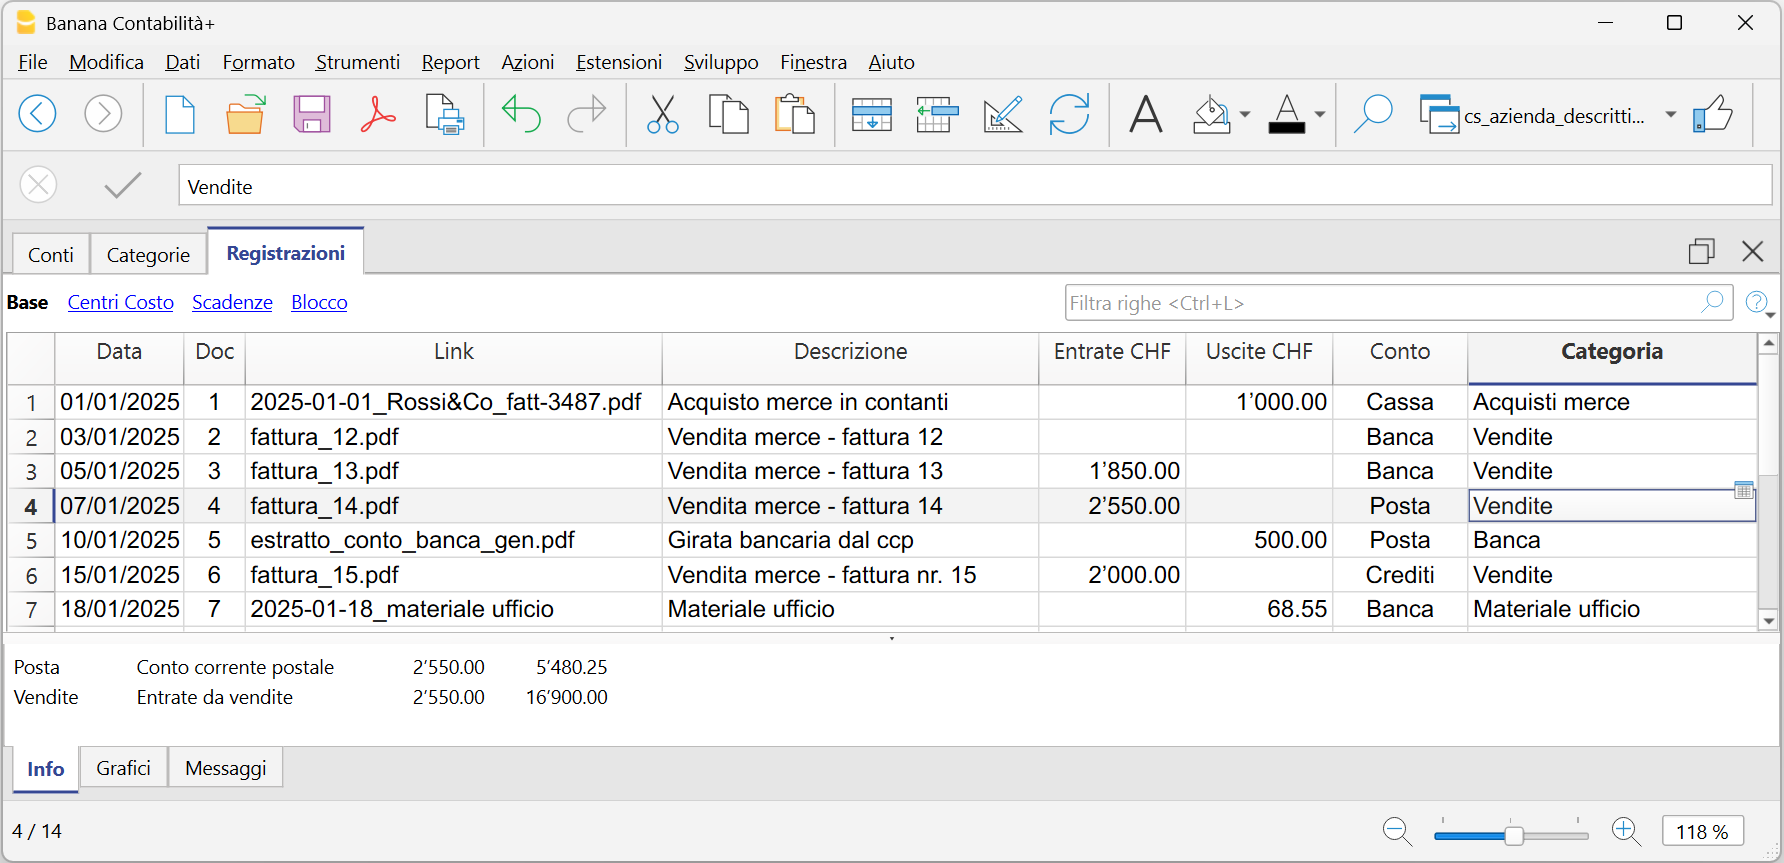 Banana Contabilità+
File Modifica Dati Formato Strumenti Report Azioni Estensioni Sviluppo Finestra Aiuto
cs_azienda_descritti...
Vendite
Conti Categorie Registrazioni
Base Centri Costo Scadenze Blocco Filtra righe <Ctrl+L>
Data Doc Link Descrizione Entrate CHF Uscite CHF Conto Categoria
1 01/01/2025 1 2025-01-01_Rossi&Co_fatt-3487.pdf Acquisto merce in contanti 1’000.00 Cassa Acquisti merce
2 03/01/2025 2 fattura_12.pdf Vendita merce - fattura 12 Banca Vendite
3 05/01/2025 3 fattura_13.pdf Vendita merce - fattura 13 1’850.00 Banca Vendite
4 07/01/2025 4 fattura_14.pdf Vendita merce - fattura 14 2’550.00 Posta Vendite
5 10/01/2025 5 estratto_conto_banca_gen.pdf Girata bancaria dal ccp 500.00 Posta Banca
6 15/01/2025 6 fattura_15.pdf Vendita merce - fattura nr. 15 2’000.00 Crediti Vendite
7 18/01/2025 7 2025-01-18_materiale ufficio Materiale ufficio 68.55 Banca Materiale ufficio
Posta Conto corrente postale 2’550.00 5’480.25
Vendite Entrate da vendite 2’550.00 16’900.00
Info Grafici Messaggi
4 / 14 118 %